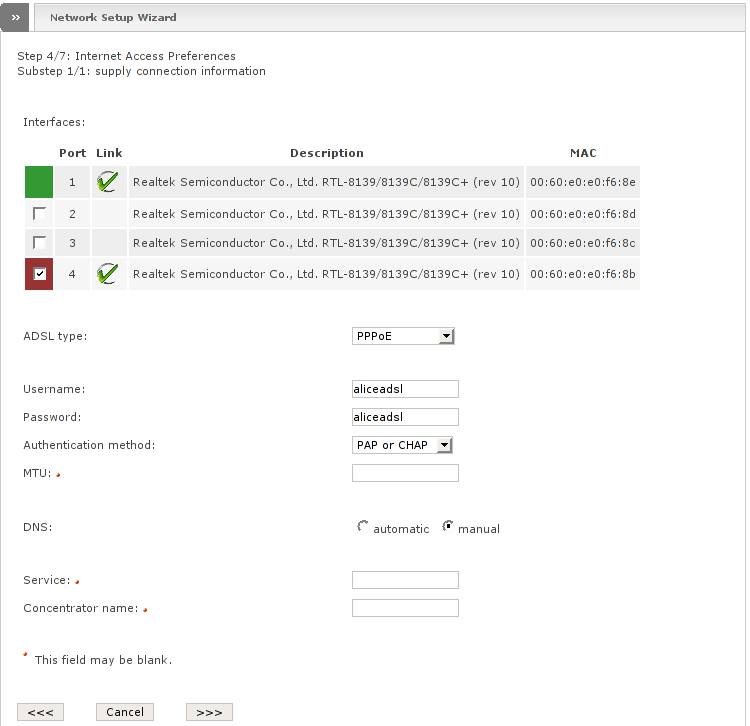 » Network Setup Wizard
Step 4/7: Internet Access Preferences
Substep 1/1: supply connection information
Interfaces:
Port Link Description MAC
1 Realtek Semiconductor Co., Ltd. RTL-8139/8139C/8139C+ (rev 10) 00:60:e0:e0:f6:8e
2 Realtek Semiconductor Co., Ltd. RTL-8139/8139C/8139C+ (rev 10) 00:60:e0:e0:f6:8d
3 Realtek Semiconductor Co., Ltd. RTL-8139/8139C/8139C+ (rev 10) 00:60:e0:e0:f6:8c
4 Realtek Semiconductor Co., Ltd. RTL-8139/8139C/8139C+ (rev 10) 00:60:e0:e0:f6:8b
ADSL type: PPPoE
Username: aliceadsl
Password: aliceadsl
Authentication method: PAP or CHAP
MTU:
DNS: automatic manual
Service:
Concentrator name:
This field may be blank.
<<< Cancel >>>